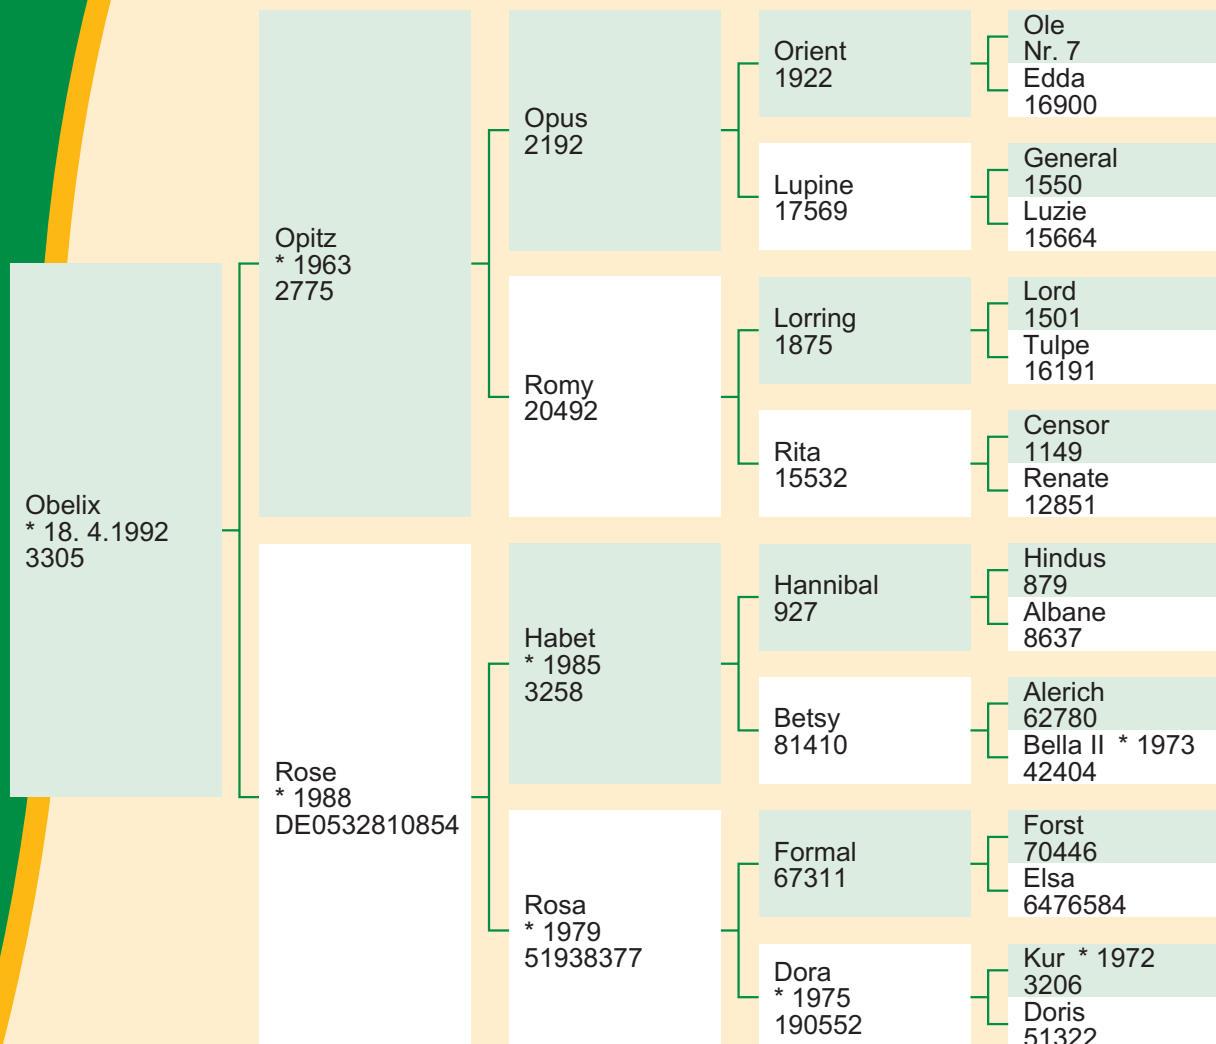 Obelix
* 18. 4.1992
3305
Opitz
* 1963
2775
Rose
* 1988
DE0532810854
Opus
2192
Romy
20492
Habet
* 1985
3258
Rosa
* 1979
51938377
Orient
1922
Lupine
17569
Lorring
1875
Rita
15532
Hannibal
927
Betsy
81410
Formal
67311
Dora
* 1975
190552
Ole
Nr. 7
Edda
16900
General
1550
Luzie
15664
Lord
1501
Tulpe
16191
Censor
1149
Renate
12851
Hindus
879
Albane
8637
Alerich
62780
Bella II * 1973
42404
Forst
70446
Elsa
6476584
Kur * 1972
3206
Doris
51322